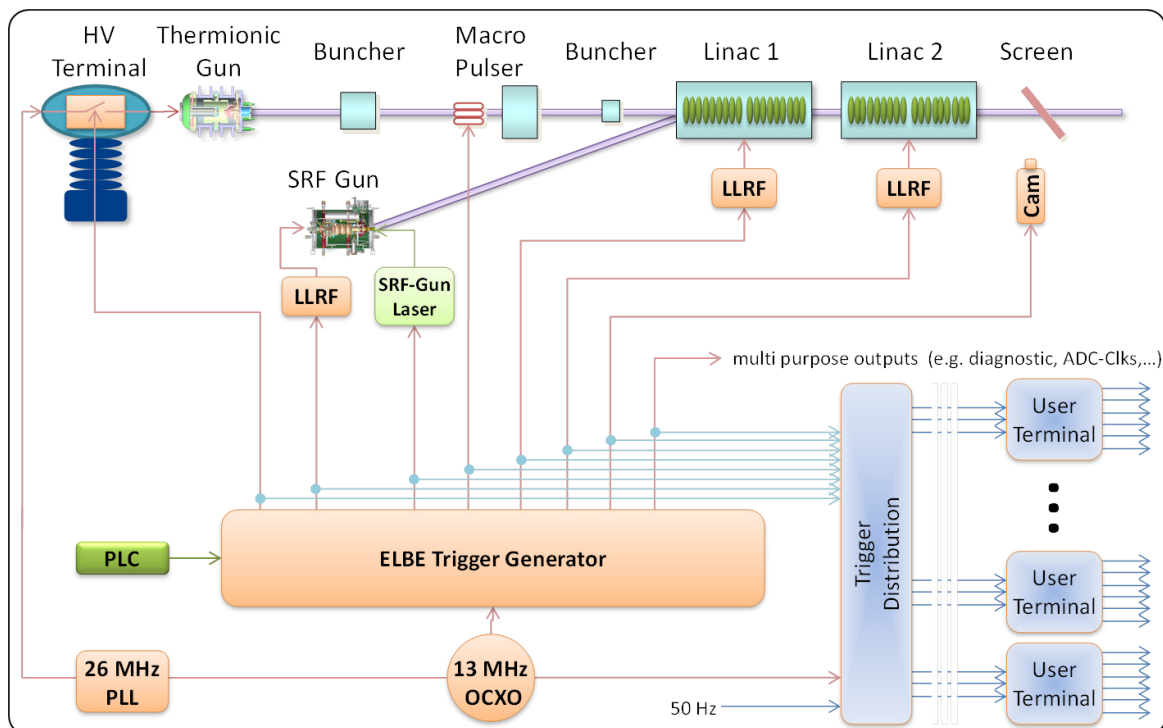 HV
Terminal
Thermionic
Gun
Buncher
Macro
Pulser
Buncher
Linac 1
Linac 2
Screen
SRF Gun
LLRF
LLRF
Cam
LLRF
SRF-Gun
Laser
multi purpose outputs (e.g. diagnostic, ADC-Clks,...)
User
Terminal
PLC
ELBE Trigger Generator
Trigger
Distribution
User
Terminal
26 MHz
PLL
13 MHz
OCXO
50 Hz
User
Terminal